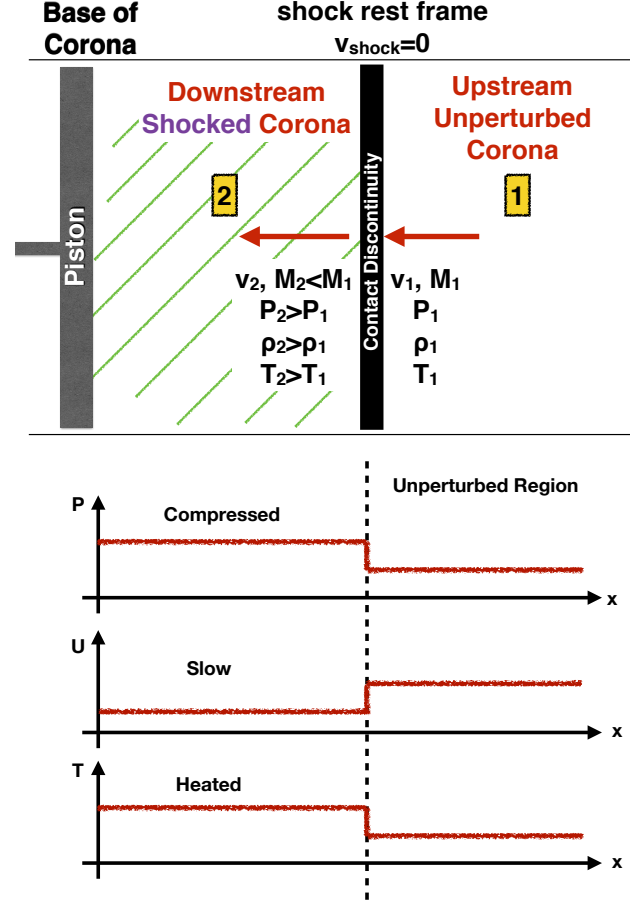 Base of
Corona
shock rest frame
vshock=0
Downstream
Shocked Corona
Upstream
Unperturbed
Corona
2
1
Piston
Contact Discontinuity
v₂, M₂<M₁
P₂>P₁
ρ₂>ρ₁
T₂>T₁
v₁, M₁
P₁
ρ₁
T₁
P
Compressed
Unperturbed Region
x
U
Slow
x
T
Heated
x